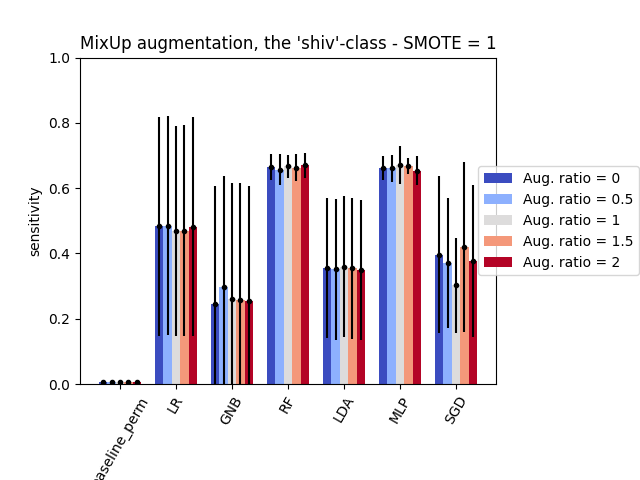 MixUp augmentation, the 'shiv'-class - SMOTE = 1
1.0
0.8
0.6
0.4
0.2
0.0
sensitivity
Aug. ratio = 0
Aug. ratio = 0.5
Aug. ratio = 1
Aug. ratio = 1.5
Aug. ratio = 2
aseline_perm
LR
GNB
RF
LDA
MLP
SGD